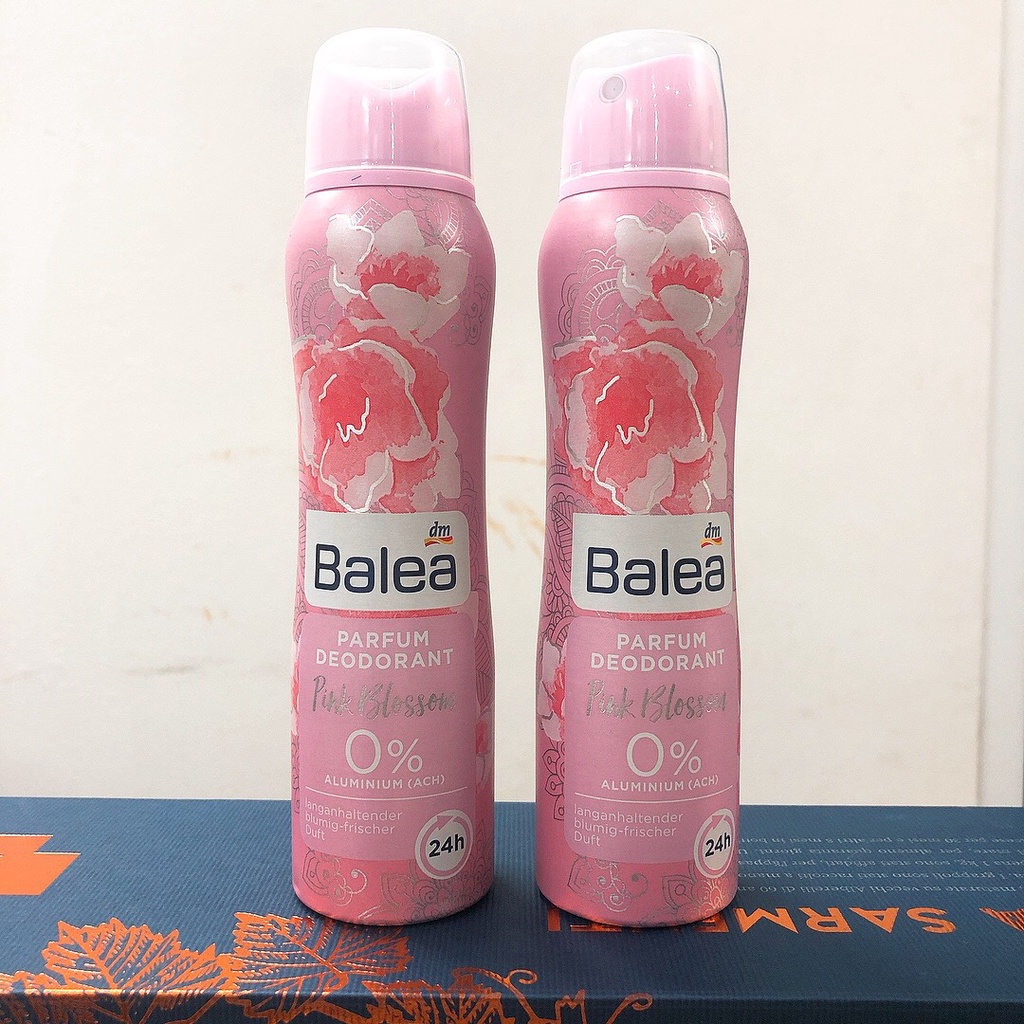 dm
Balea
PARFUM
DEODORANT
Pink Blossom
0%
ALUMINIUM (ACH)
langanhaltender
blumig-frischer
Duft
24h
dm
Balea
PARFUM
DEODORANT
Pink Blossom
0%
ALUMINIUM (ACH)
langanhaltender
blumig-frischer
Duft
24h
SARM